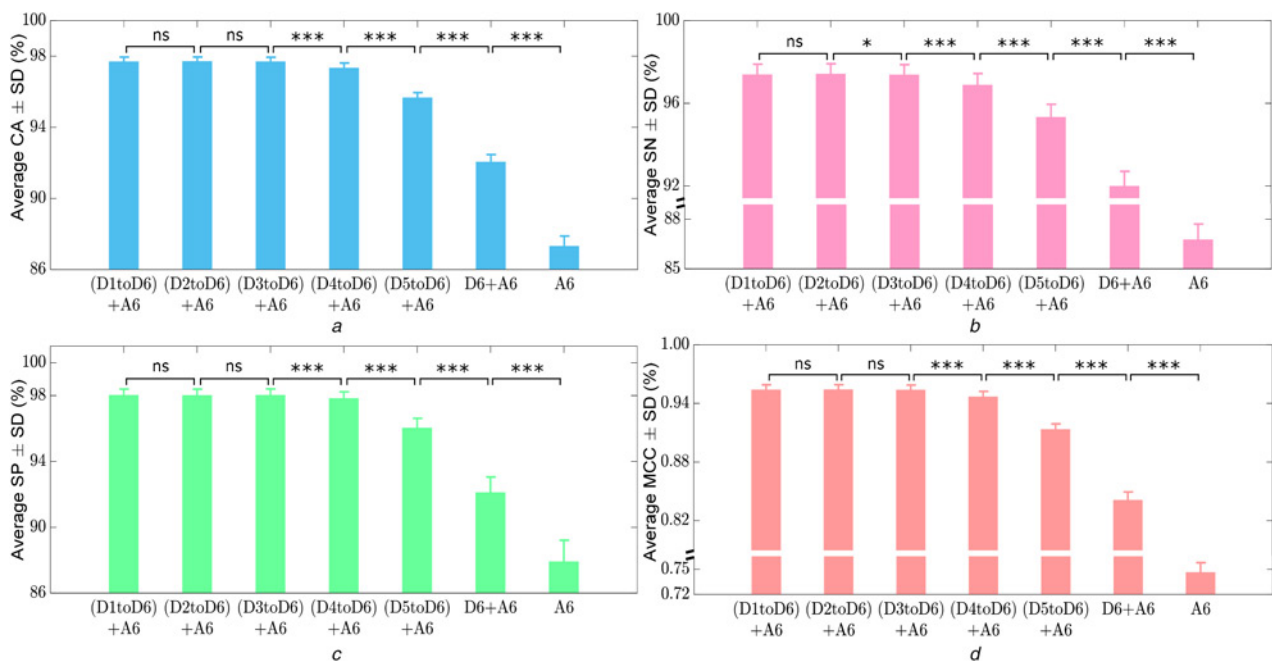 100
98
94
90
86
Average CA ± SD (%)
ns
ns
***
***
***
***
(D1toD6)
+A6
(D2toD6)
+A6
(D3toD6)
+A6
(D4toD6)
+A6
(D5toD6)
+A6
D6+A6
A6
a
100
96
92
88
85
Average SN ± SD (%)
ns
*
***
***
***
***
(D1toD6)
+A6
(D2toD6)
+A6
(D3toD6)
+A6
(D4toD6)
+A6
(D5toD6)
+A6
D6+A6
A6
b
100
98
94
90
86
Average SP ± SD (%)
ns
ns
***
***
***
***
(D1toD6)
+A6
(D2toD6)
+A6
(D3toD6)
+A6
(D4toD6)
+A6
(D5toD6)
+A6
D6+A6
A6
c
1.00
0.94
0.88
0.82
0.75
0.72
Average MCC ± SD (%)
ns
ns
***
***
***
***
(D1toD6)
+A6
(D2toD6)
+A6
(D3toD6)
+A6
(D4toD6)
+A6
(D5toD6)
+A6
D6+A6
A6
d